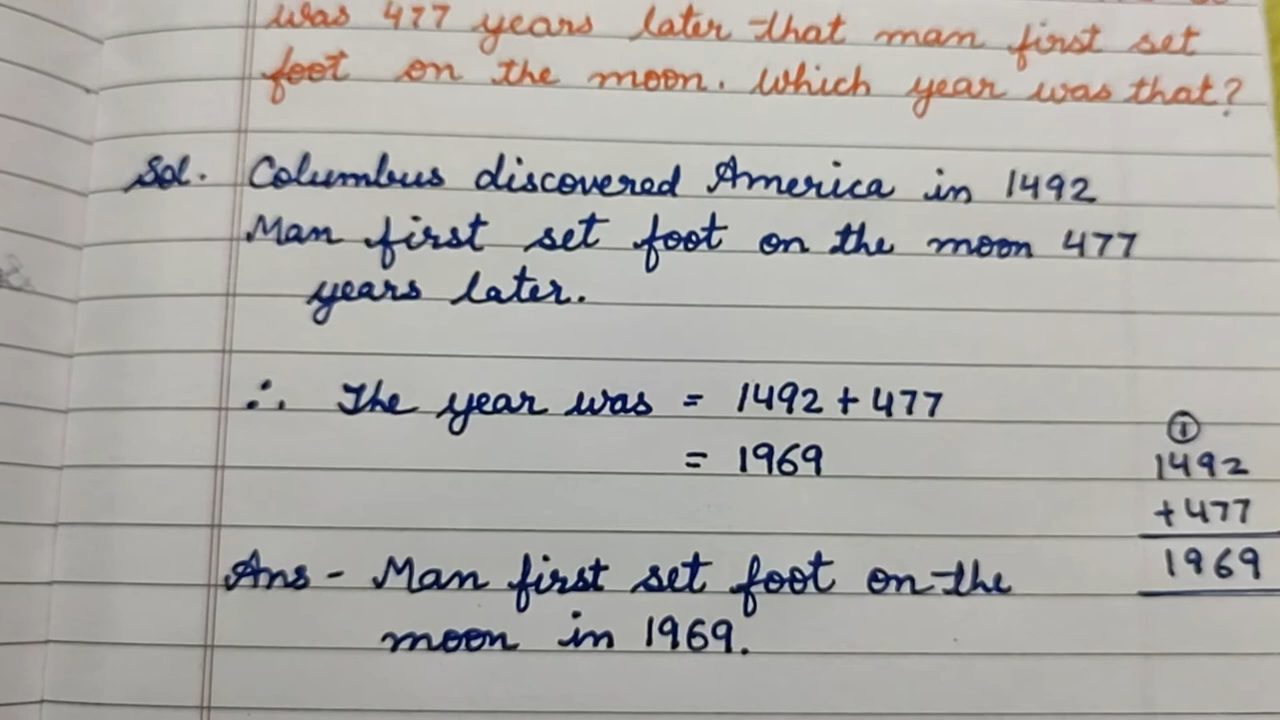 was 477 years later that man first set
foot on the moon. Which year was that?
Sol. Columbus discovered America in 1492
Man first set foot on the moon 477
years later.
∴ The year was = 1492 + 477
= 1969
1
1492
+ 477
1969
Ans - Man first set foot on the
moon in 1969.